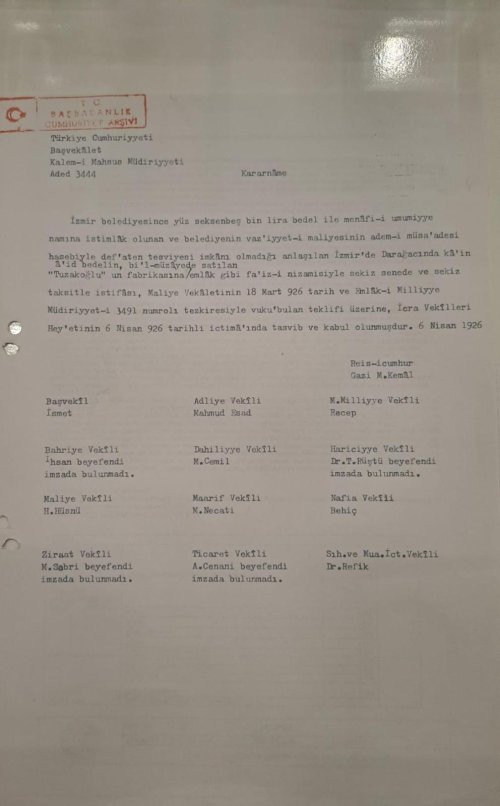 T C
BAŞBAKANLIK
CUMHURİYET ARŞİVİ
Türkiye Cumhuriyyeti
Başvekâlet
Kalem-i Mahsus Müdiriyyeti
Aded 3444 Kararnâme
İzmir belediyesince yüz seksenbeş bin lira bedel ile menâfi-i umumiyye
namına istimlâk olunan ve belediyenin vaz'iyyet-i maliyesinin adem-i müsa'adesi
hasebiyle def'aten tesviyesi imkânı olmadığı anlaşılan İzmir'de Darağacında kâ'in
â'id bedelin, bi'l-müzâyede satılan
"Tuzakoğlu" un fabrikasına/emlâk gibi fa'iz-i nizamisiyle sekiz senede ve sekiz
taksitle istifâsı, Maliye Vekâletinin 18 Mart 926 tarih ve Emlâk-i Milliyye
Müdiriyyet-i 3491 numrolı tezkiresiyle vuku'bulan teklifi üzerine, İcra Vekîlleri
Hey'etinin 6 Nisan 926 tarihli ictimâ'ında tasvib ve kabul olunmuşdur. 6 Nisan 1926
Reis-icumhur
Gazi M.Kemâl
Başvekîl Adliye Vekîli M.Milliyye Vekîli
İsmet Mahmud Esad Recep
Bahriye Vekîli Dahiliyye Vekîli Hariciyye Vekîli
İhsan beyefendi M.Cemil Dr.T.Rüştü beyefendi
imzada bulunmadı. imzada bulunmadı.
Maliye Vekîli Maarif Vekîli Nafia Vekîli
H.Hüsnü M.Necati Behiç
Ziraat Vekîli Ticaret Vekîli Sıh.ve Mua.İct.Vekîli
M.Sabri beyefendi A.Cenani beyefendi Dr.Refik
imzada bulunmadı. imzada bulunmadı.